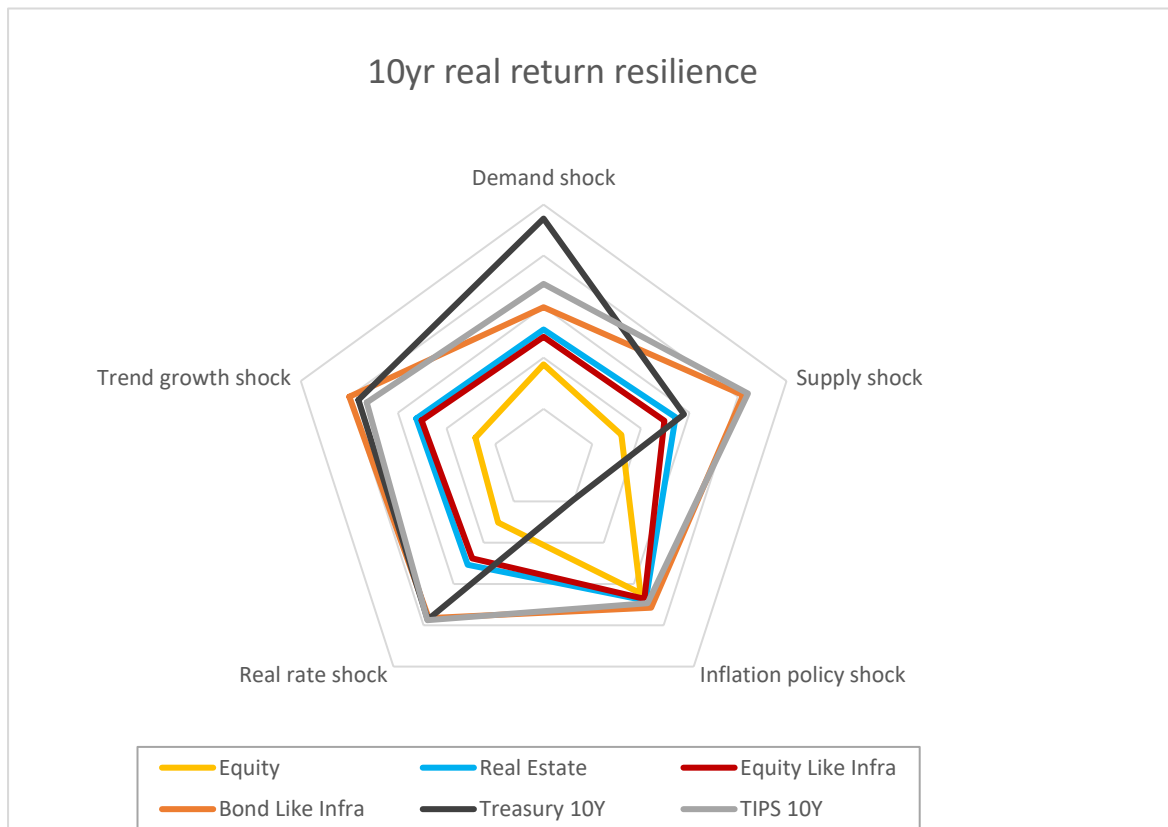 10yr real return resilience
Demand shock
Trend growth shock
Supply shock
Real rate shock
Inflation policy shock
Equity
Real Estate
Equity Like Infra
Bond Like Infra
Treasury 10Y
TIPS 10Y